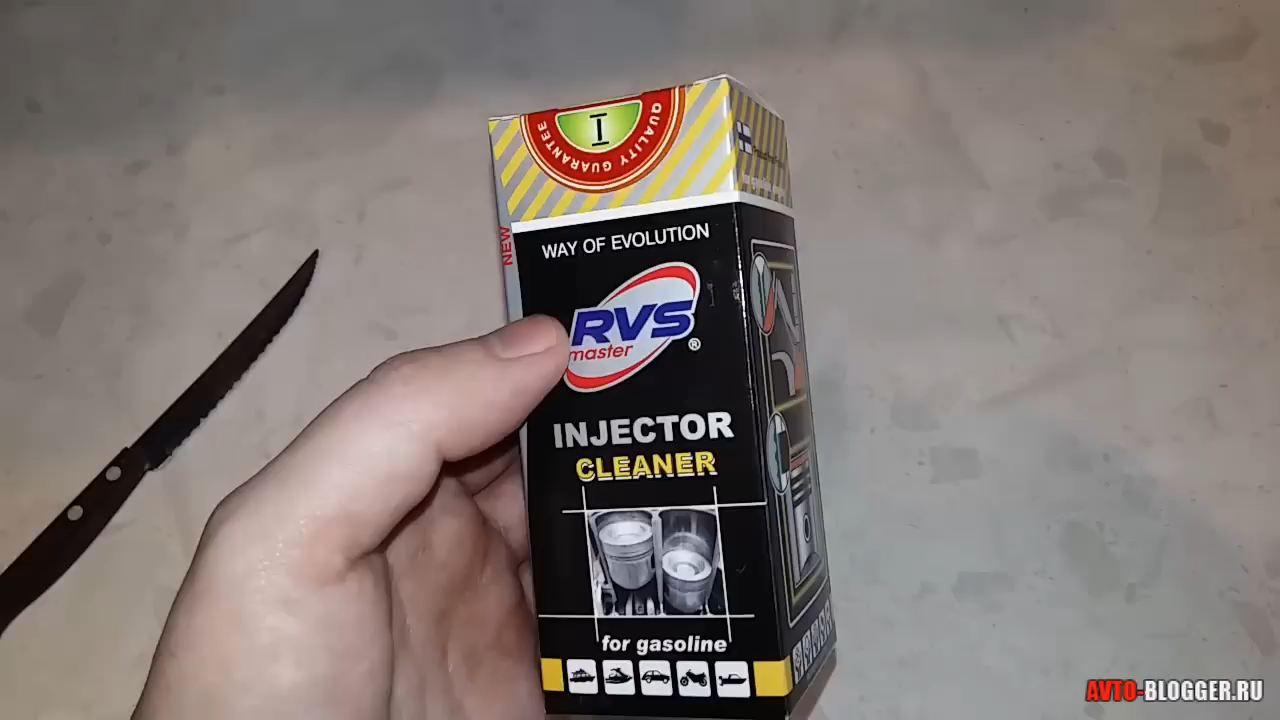 I
QUALITY GUARANTEE
NEW
WAY OF EVOLUTION
RVS
master
®
INJECTOR
CLEANER
for gasoline
AVTO-BLOGGER.RU